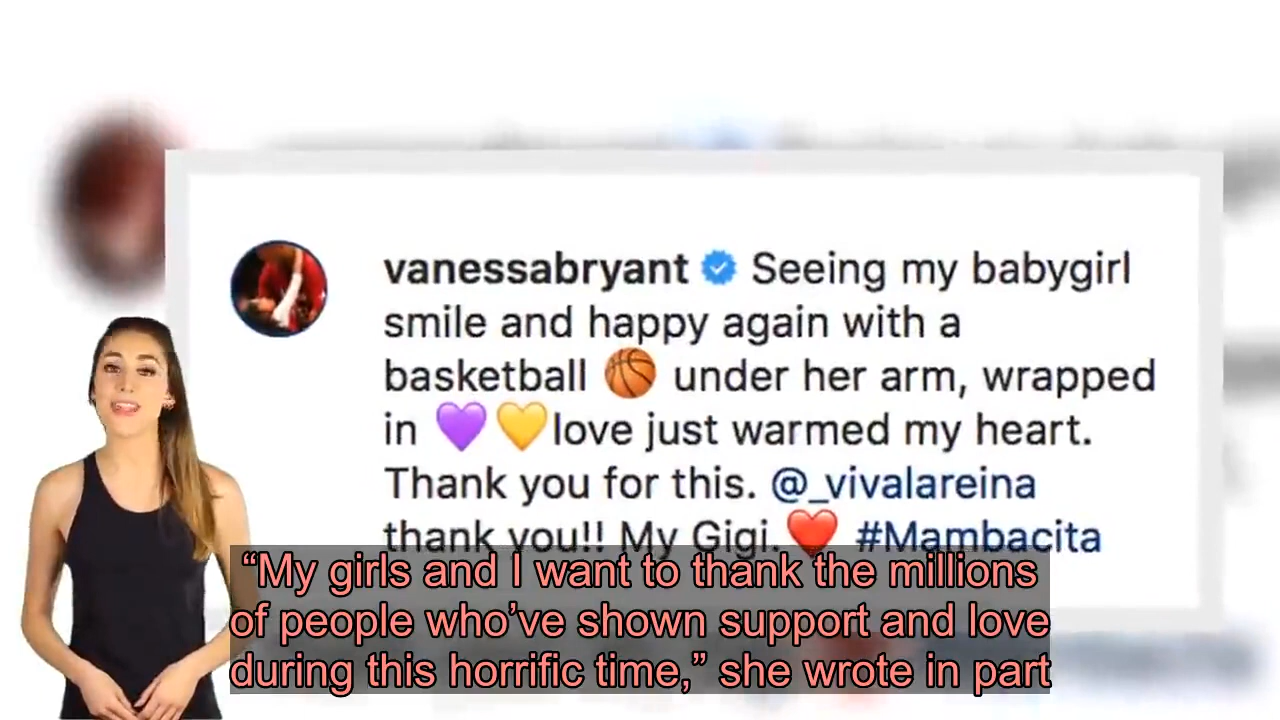 vanessabryant Seeing my babygirl
smile and happy again with a
basketball 🏀 under her arm, wrapped
in 💜 💛 love just warmed my heart.
Thank you for this. @_vivalareina
thank you!! My Gigi. ❤️ #Mambacita
“My girls and I want to thank the millions
of people who’ve shown support and love
during this horrific time,” she wrote in part